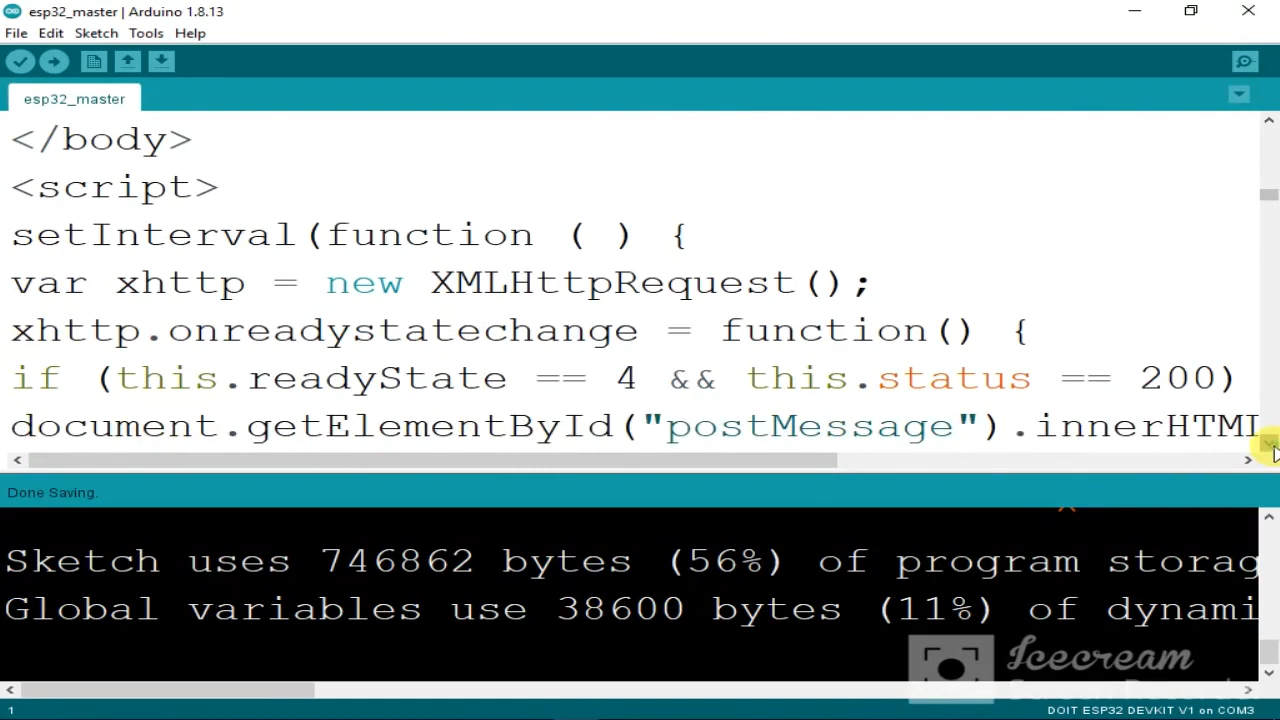 esp32_master | Arduino 1.8.13
File Edit Sketch Tools Help
esp32_master
</body>
<script>
setInterval(function ( ) {
var xhttp = new XMLHttpRequest();
xhttp.onreadystatechange = function() {
if (this.readyState == 4 && this.status == 200)
document.getElementById("postMessage").innerHTML
Done Saving.
Sketch uses 746862 bytes (56%) of program storag
Global variables use 38600 bytes (11%) of dynami
Icecream
Screen Recorder
1
DOIT ESP32 DEVKIT V1 on COM3